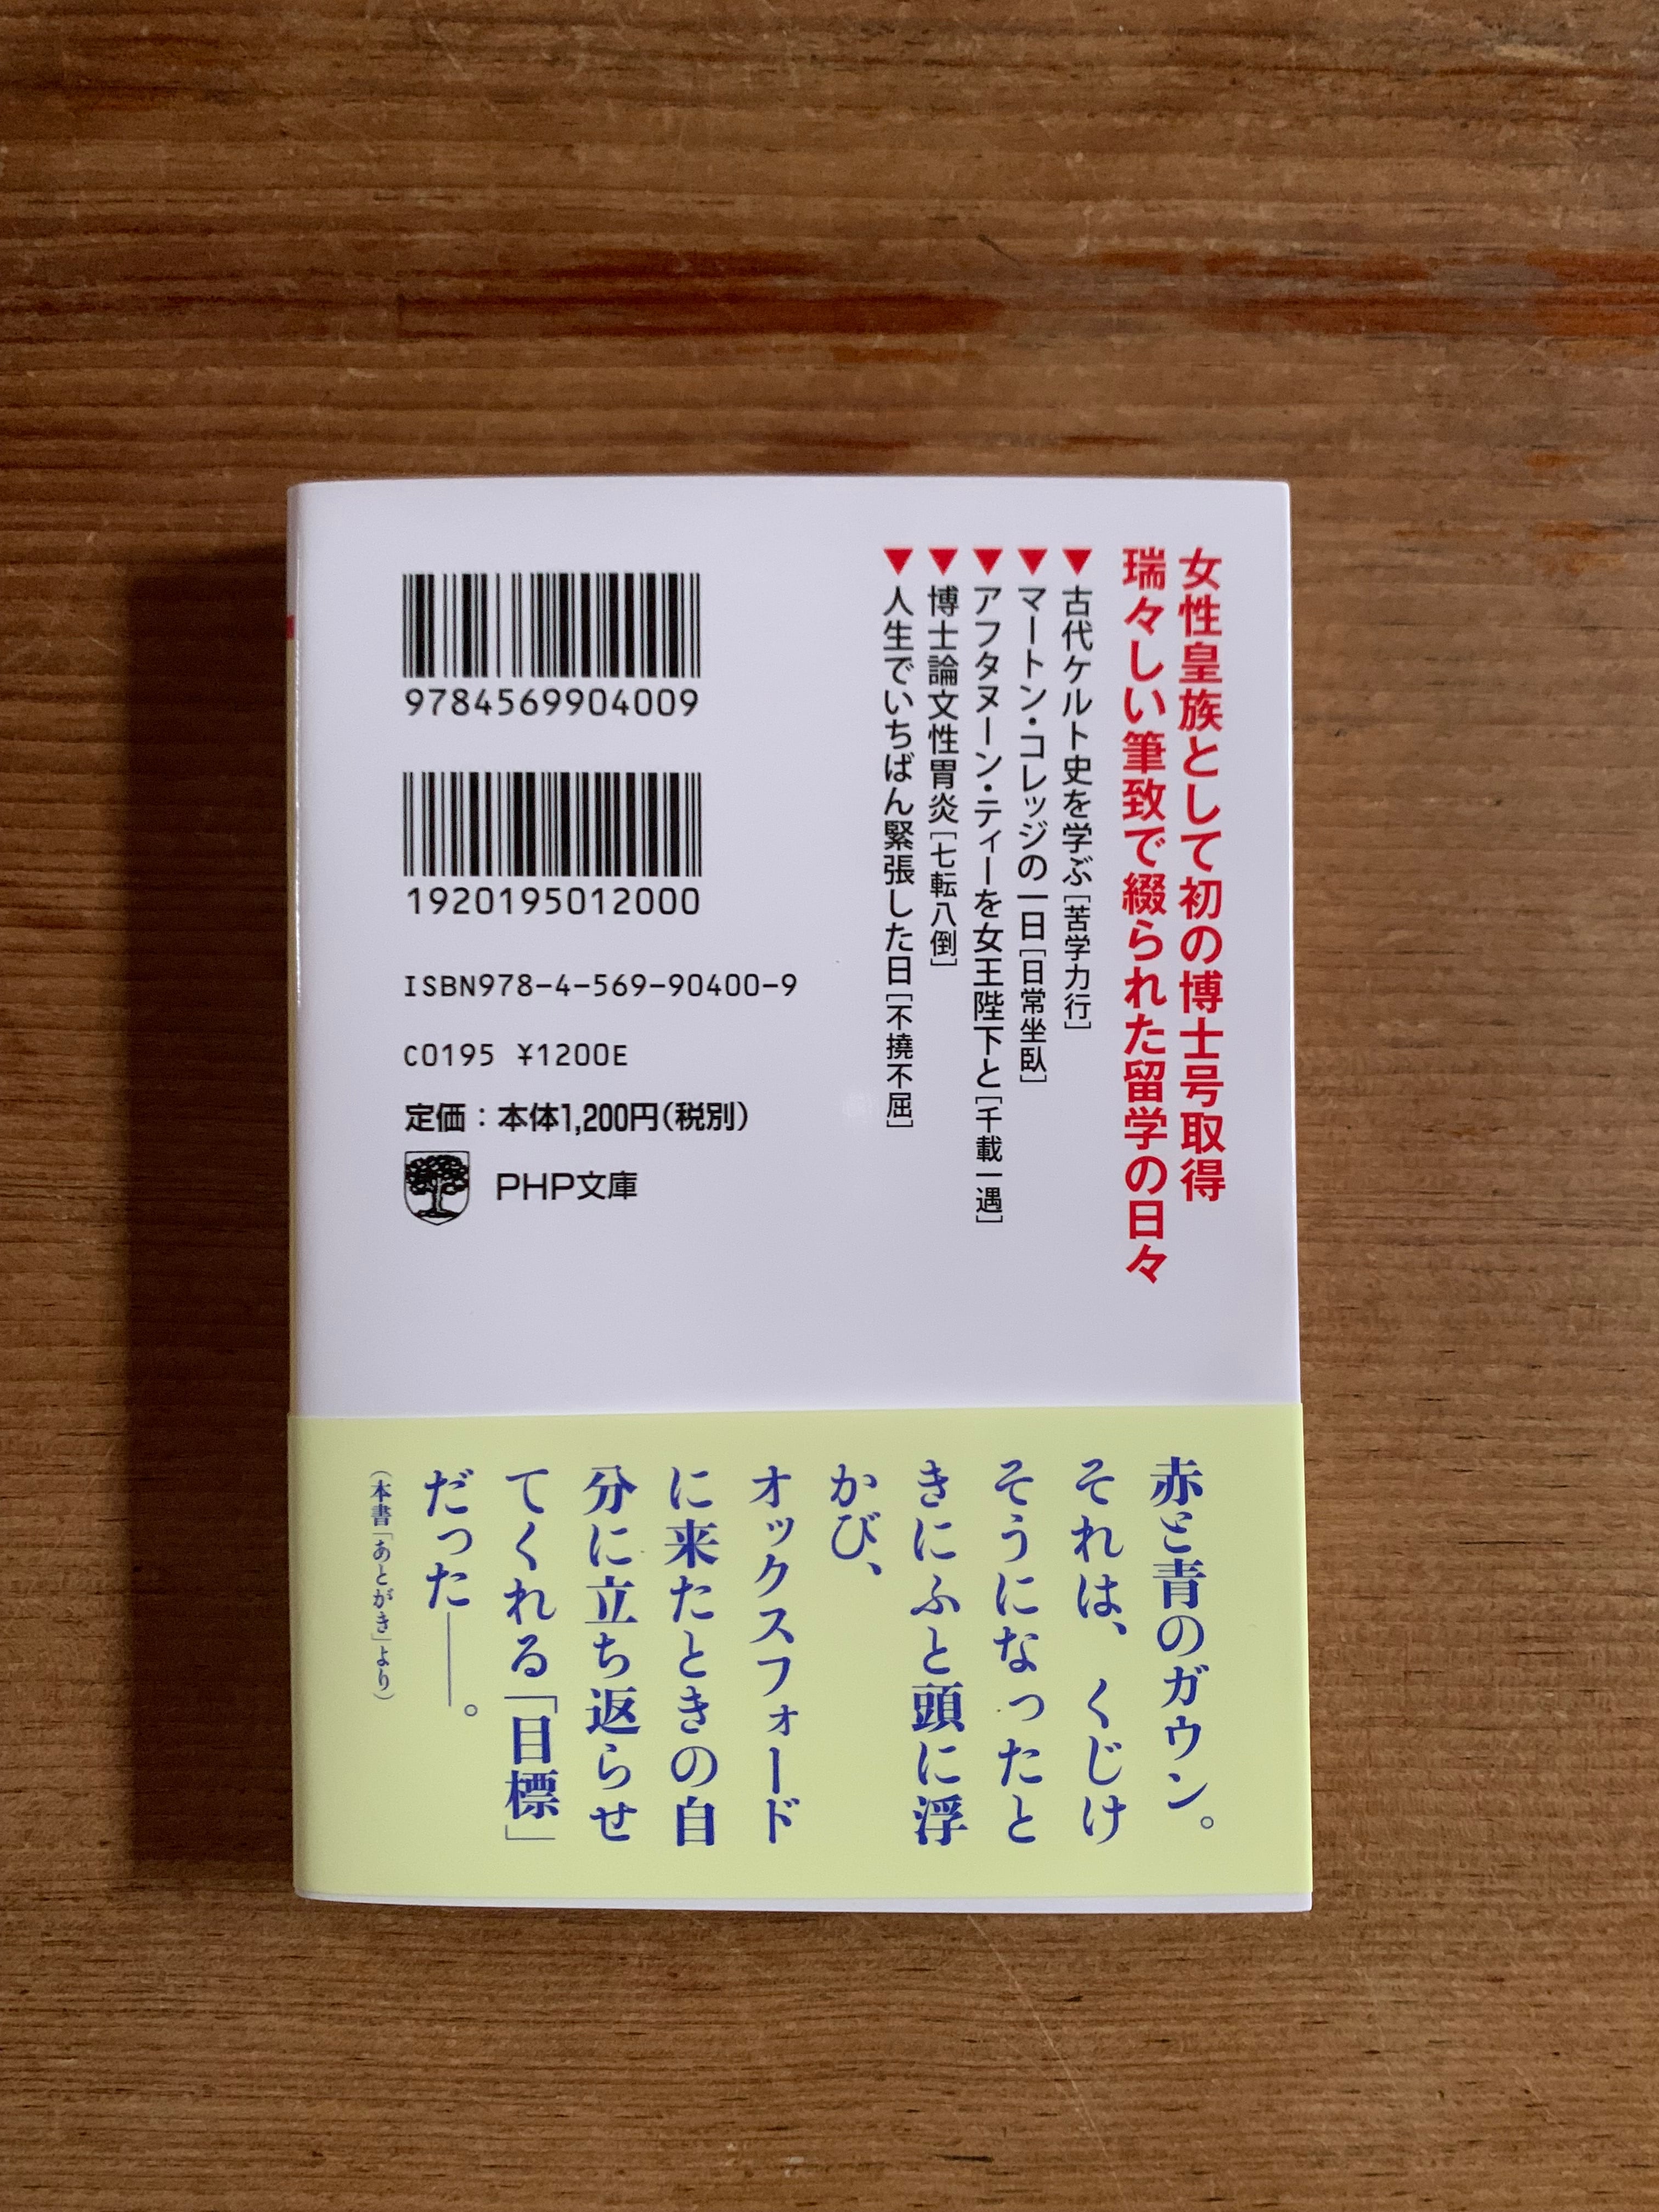 女性皇族として初の博士号取得
瑞々しい筆致で綴られた留学の日々
▼古代ケルト史を学ぶ[苦学力行]
▼マートン・コレッジの一日[日常坐臥]
▼アフタヌーン・ティーを女王陛下と[千載一遇]
▼博士論文性胃炎[七転八倒]
▼人生でいちばん緊張した日[不撓不屈]
9784569904009
1920195012000
ISBN978-4-569-90400-9
C0195 ¥1200E
定価：本体1,200円(税別)
PHP文庫
赤と青のガウン。
それは、くじけ
そうになったと
きにふと頭に浮
かび、
オックスフォード
に来たときの自
分に立ち返らせ
てくれる「目標」
だった――。
(本書「あとがき」より)